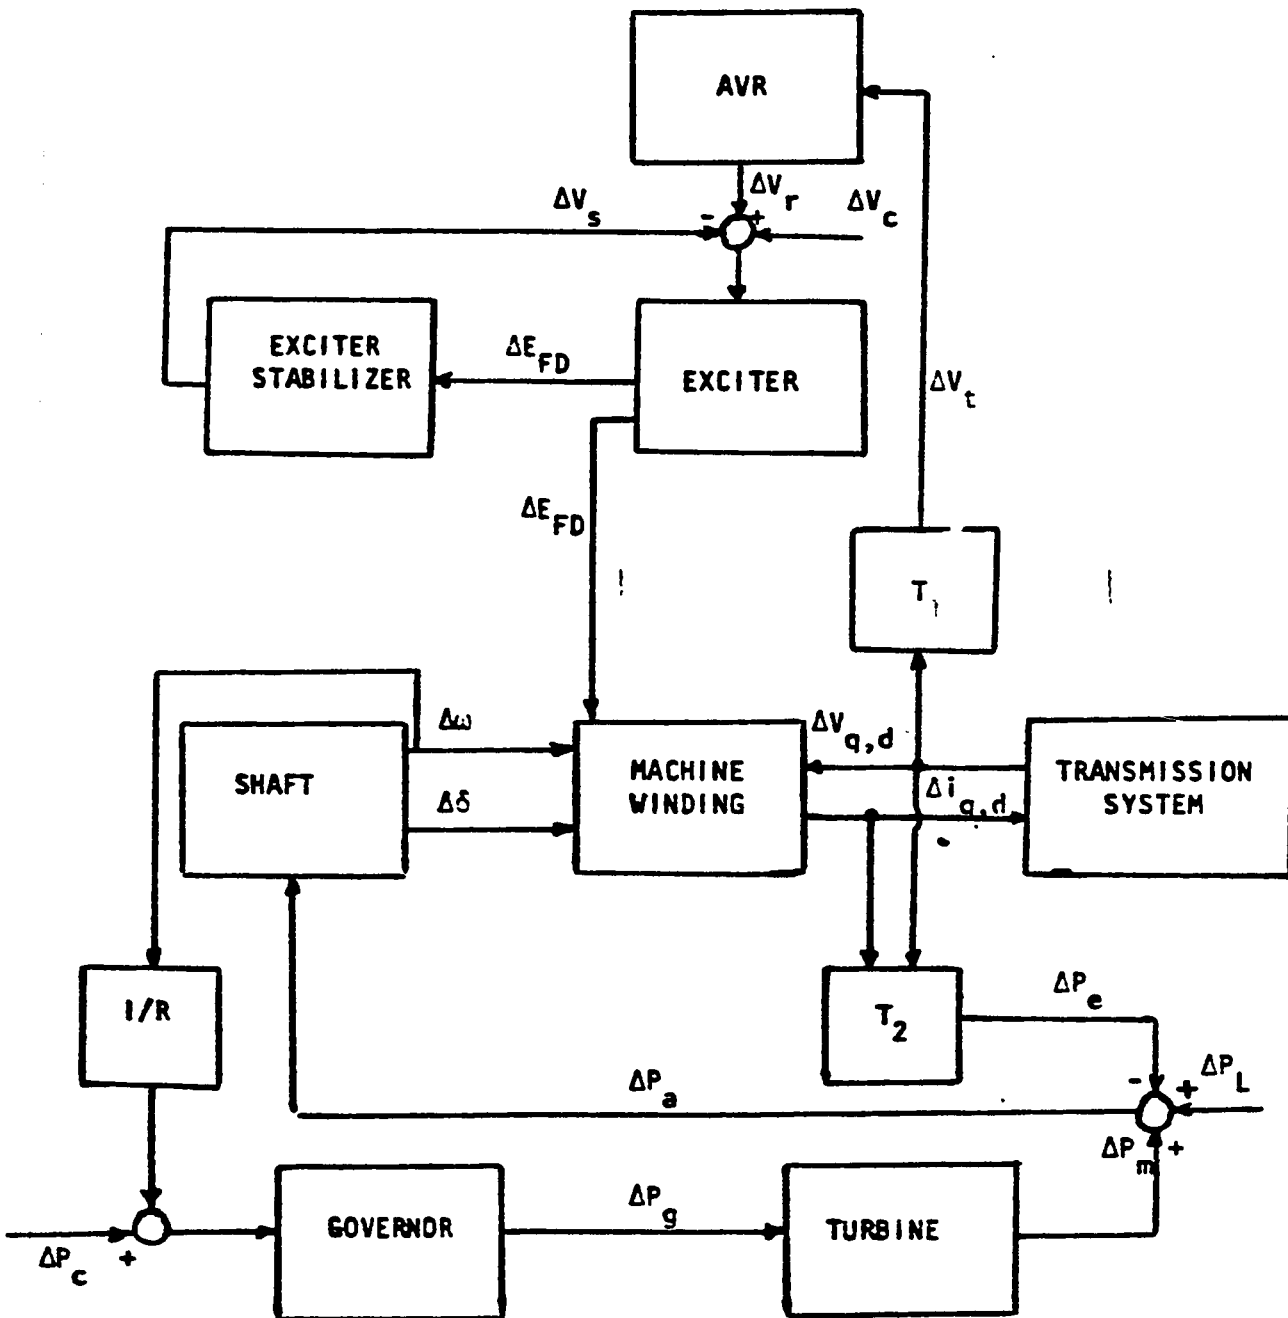 AVR
ΔV_r
ΔV_s
- +
ΔV_c
EXCITER
STABILIZER
ΔE_FD
EXCITER
ΔV_t
ΔE_FD
T_1
Δω
SHAFT
Δδ
MACHINE
WINDING
ΔV_q,d
Δi_q,d
TRANSMISSION
SYSTEM
I/R
T_2
ΔP_e
ΔP_a
- +
ΔP_L
ΔP_m +
GOVERNOR
ΔP_g
TURBINE
ΔP_c +